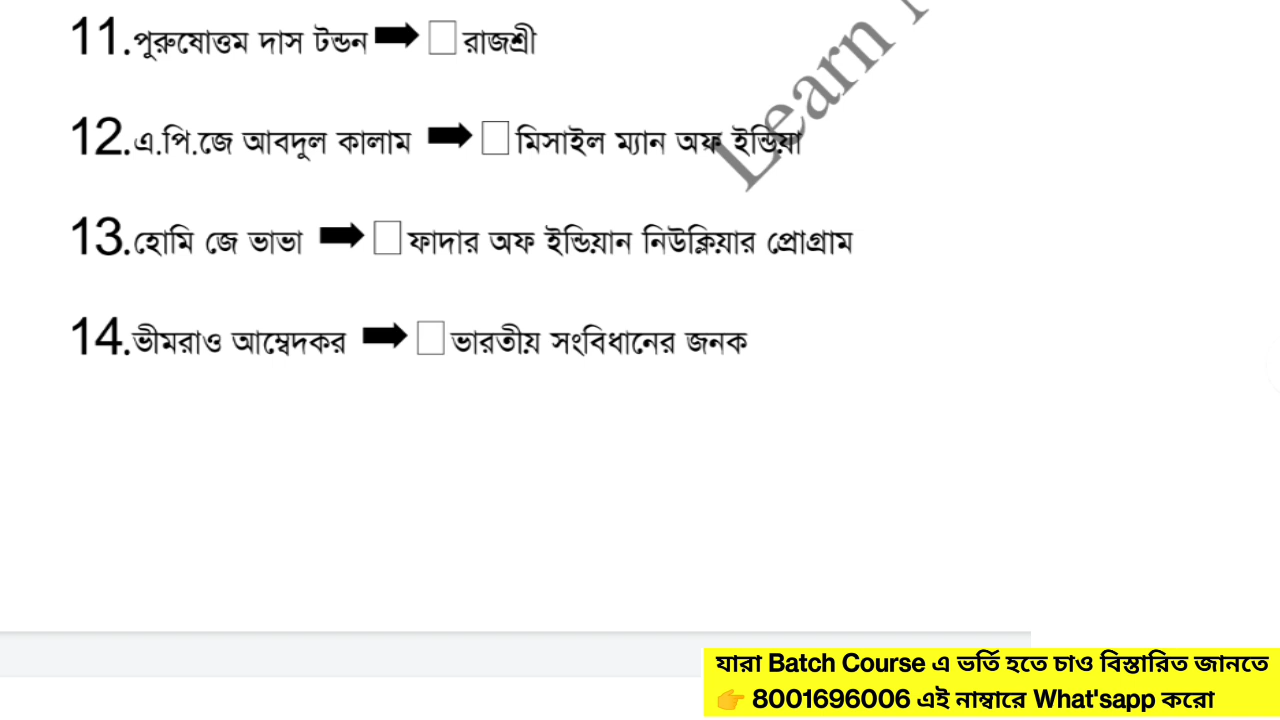 11.পুরুষোত্তম দাস টন্ডন➡ □রাজশ্রী
12.এ.পি.জে আবদুল কালাম ➡ □মিসাইল ম্যান অফ ইন্ডিয়া
13.হোমি জে ভাভা ➡ □ফাদার অফ ইন্ডিয়ান নিউক্লিয়ার প্রোগ্রাম
14.ভীমরাও আম্বেদকর ➡ □ভারতীয় সংবিধানের জনক
Learn
যারা Batch Course এ ভর্তি হতে চাও বিস্তারিত জানতে
👉 8001696006 এই নাম্বারে What'sapp করো